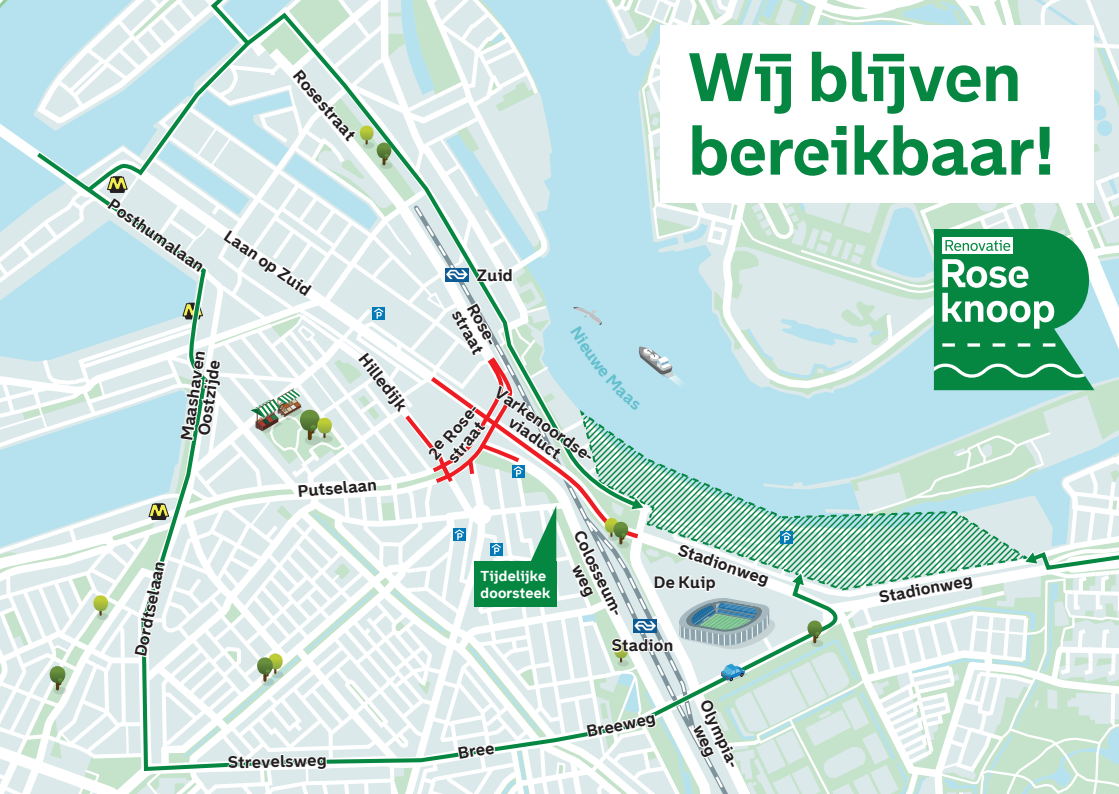 Wij blijven
bereikbaar!
Renovatie
Rose
knoop
Rosestraat
M
Posthumalaan
Laan op Zuid
Zuid
M
P
Rose-
straat
Nieuwe Maas
Maashaven
Oostzijde
Hilledijk
2e Rose-
straat
Varkenoordse-
viaduct
P
Putselaan
M
P
P
P
Tijdelijke
doorsteek
Colosseum-
weg
Stadionweg
De Kuip
Stadionweg
Dordtselaan
Stadion
Olympia-
weg
Breeweg
Bree
Strevelsweg